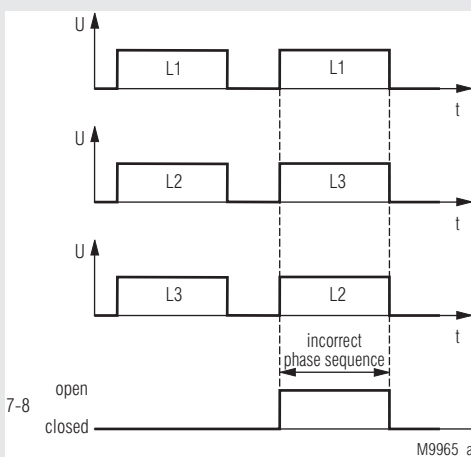 U
L1 L1
t
U
L2 L3
t
U
L3 L2
t
incorrect
phase sequence
open
7-8
closed
M9965_a